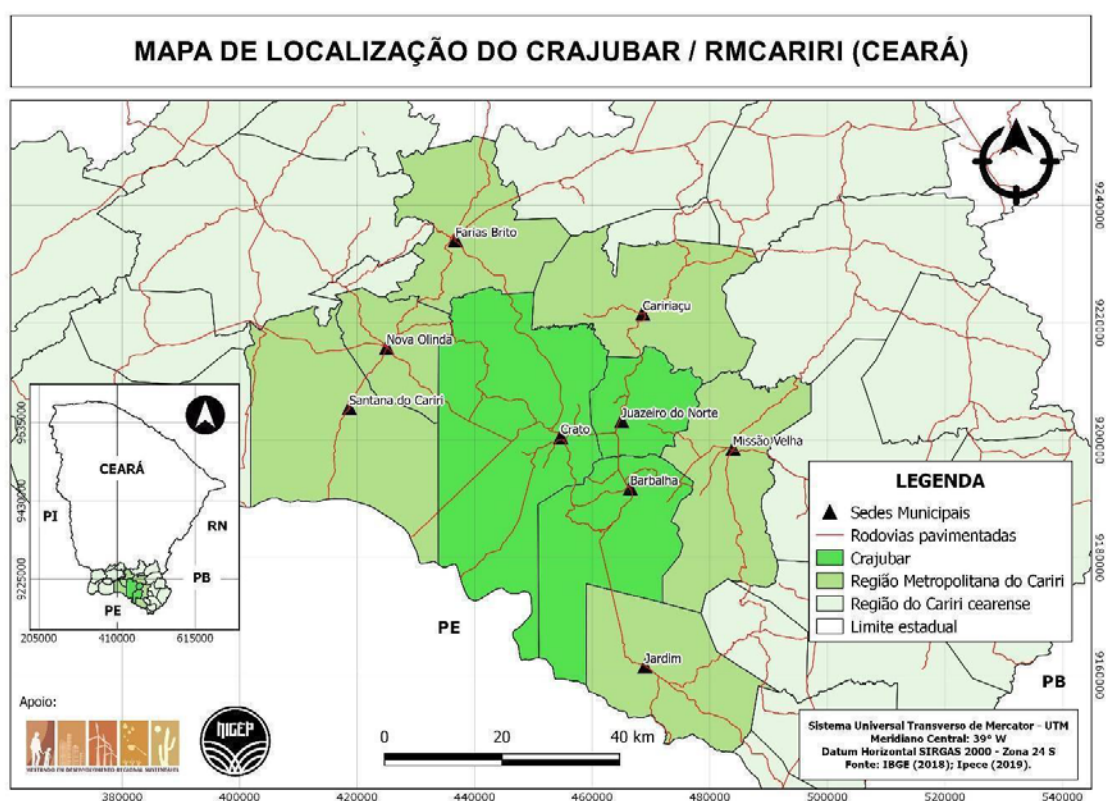 MAPA DE LOCALIZAÇÃO DO CRAJUBAR / RMCARIRI (CEARÁ)
9240000
9220000
9200000
9180000
9160000
Farias Brito
Caririaçu
Nova Olinda
Santana do Cariri
Juazeiro do Norte
Crato
Missão Velha
Barbalha
Jardim
PE
PB
9635000
9430000
9225000
CEARÁ
PI
RN
PB
PE
205000 410000 615000
LEGENDA
Sedes Municipais
Rodovias pavimentadas
Crajubar
Região Metropolitana do Cariri
Região do Cariri cearense
Limite estadual
Apoio:
NIGEP
0 20 40 km
Sistema Universal Transverso de Mercator - UTM
Meridiano Central: 39° W
Datum Horizontal SIRGAS 2000 - Zona 24 S
Fonte: IBGE (2018); Ipece (2019).
380000 400000 420000 440000 460000 480000 500000 520000 540000